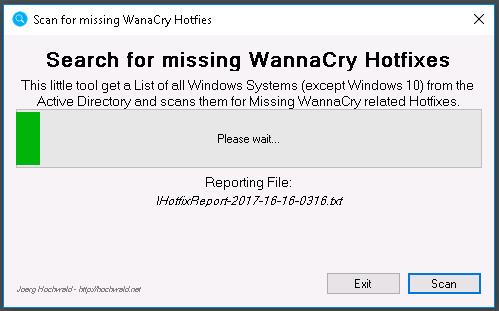 Scan for missing WanaCry Hotfies
Search for missing WannaCry Hotfixes
This little tool get a List of all Windows Systems (except Windows 10) from the
Active Directory and scans them for Missing WannaCry related Hotfixes.
Please wait...
Reporting File:
\HotfixReport-2017-16-16-0316.txt
Joerg Hochwald - http://hochwald.net
Exit
Scan